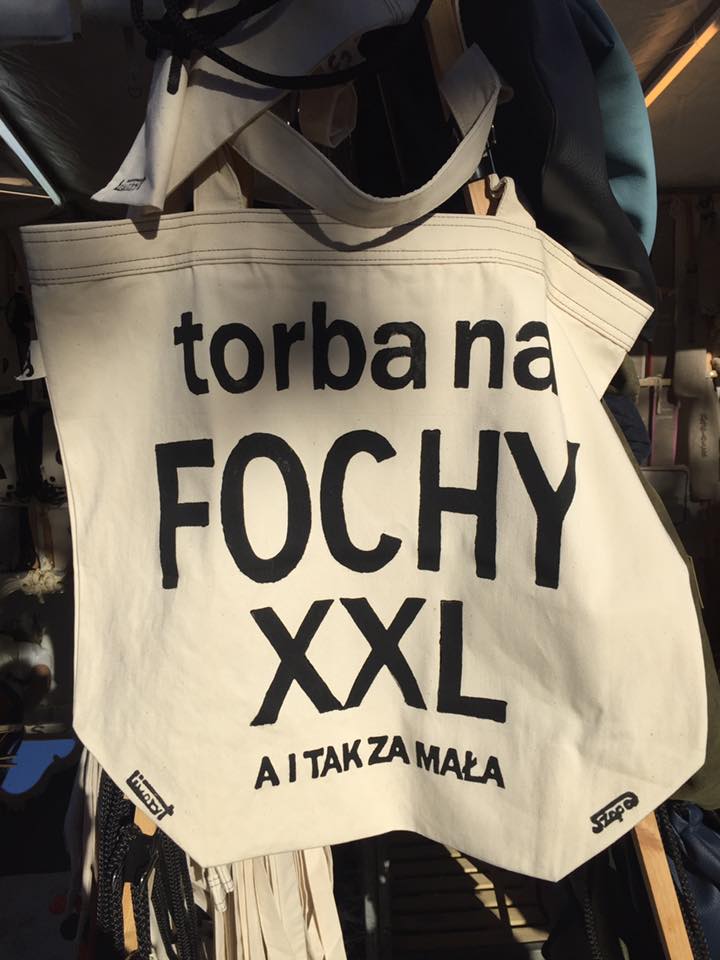 torba na
FOCHY
XXL
A I TAK ZA MAŁA